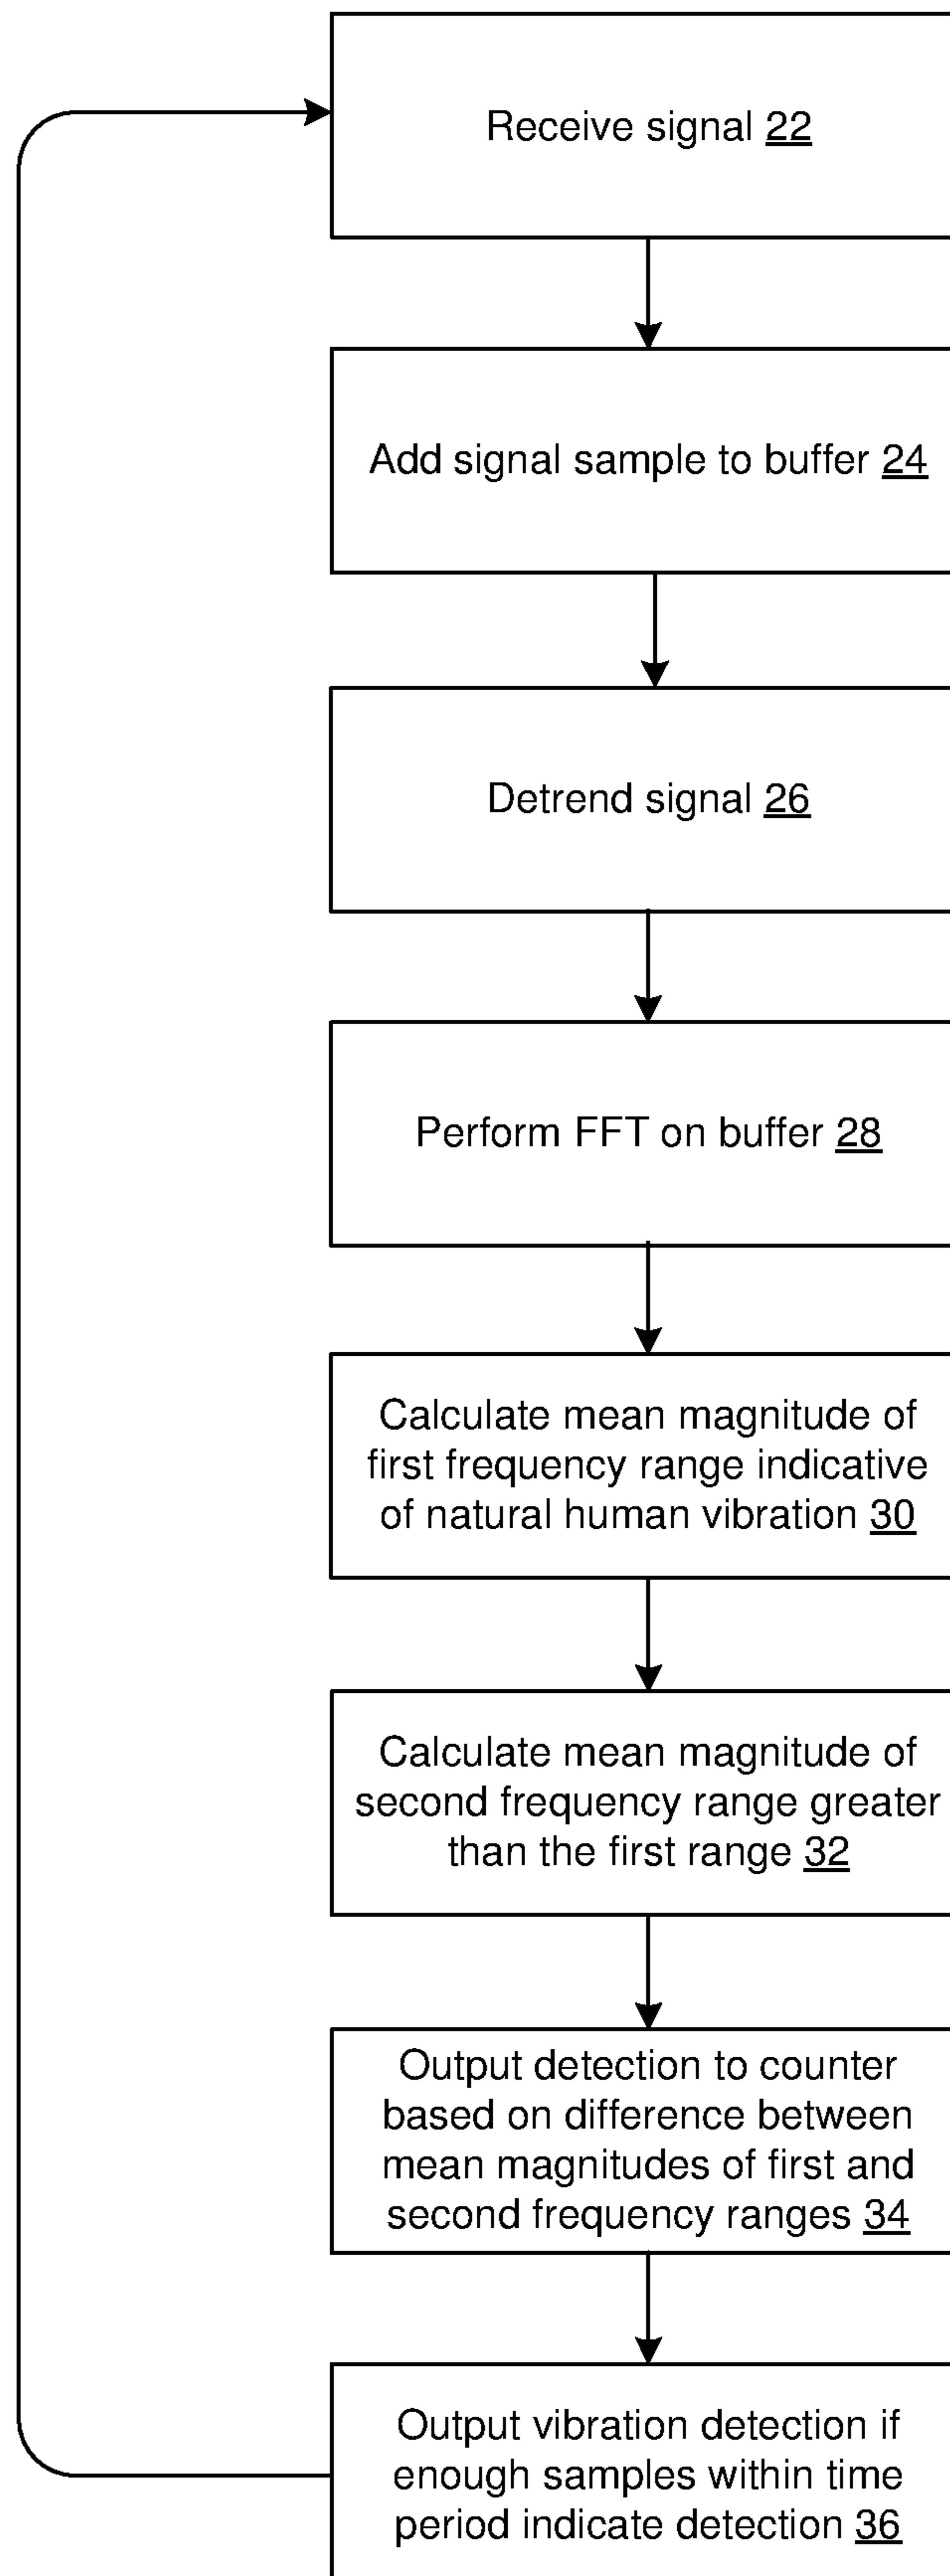 Receive signal 22
Add signal sample to buffer 24
Detrend signal 26
Perform FFT on buffer 28
Calculate mean magnitude of
first frequency range indicative
of natural human vibration 30
Calculate mean magnitude of
second frequency range greater
than the first range 32
Output detection to counter
based on difference between
mean magnitudes of first and
second frequency ranges 34
Output vibration detection if
enough samples within time
period indicate detection 36